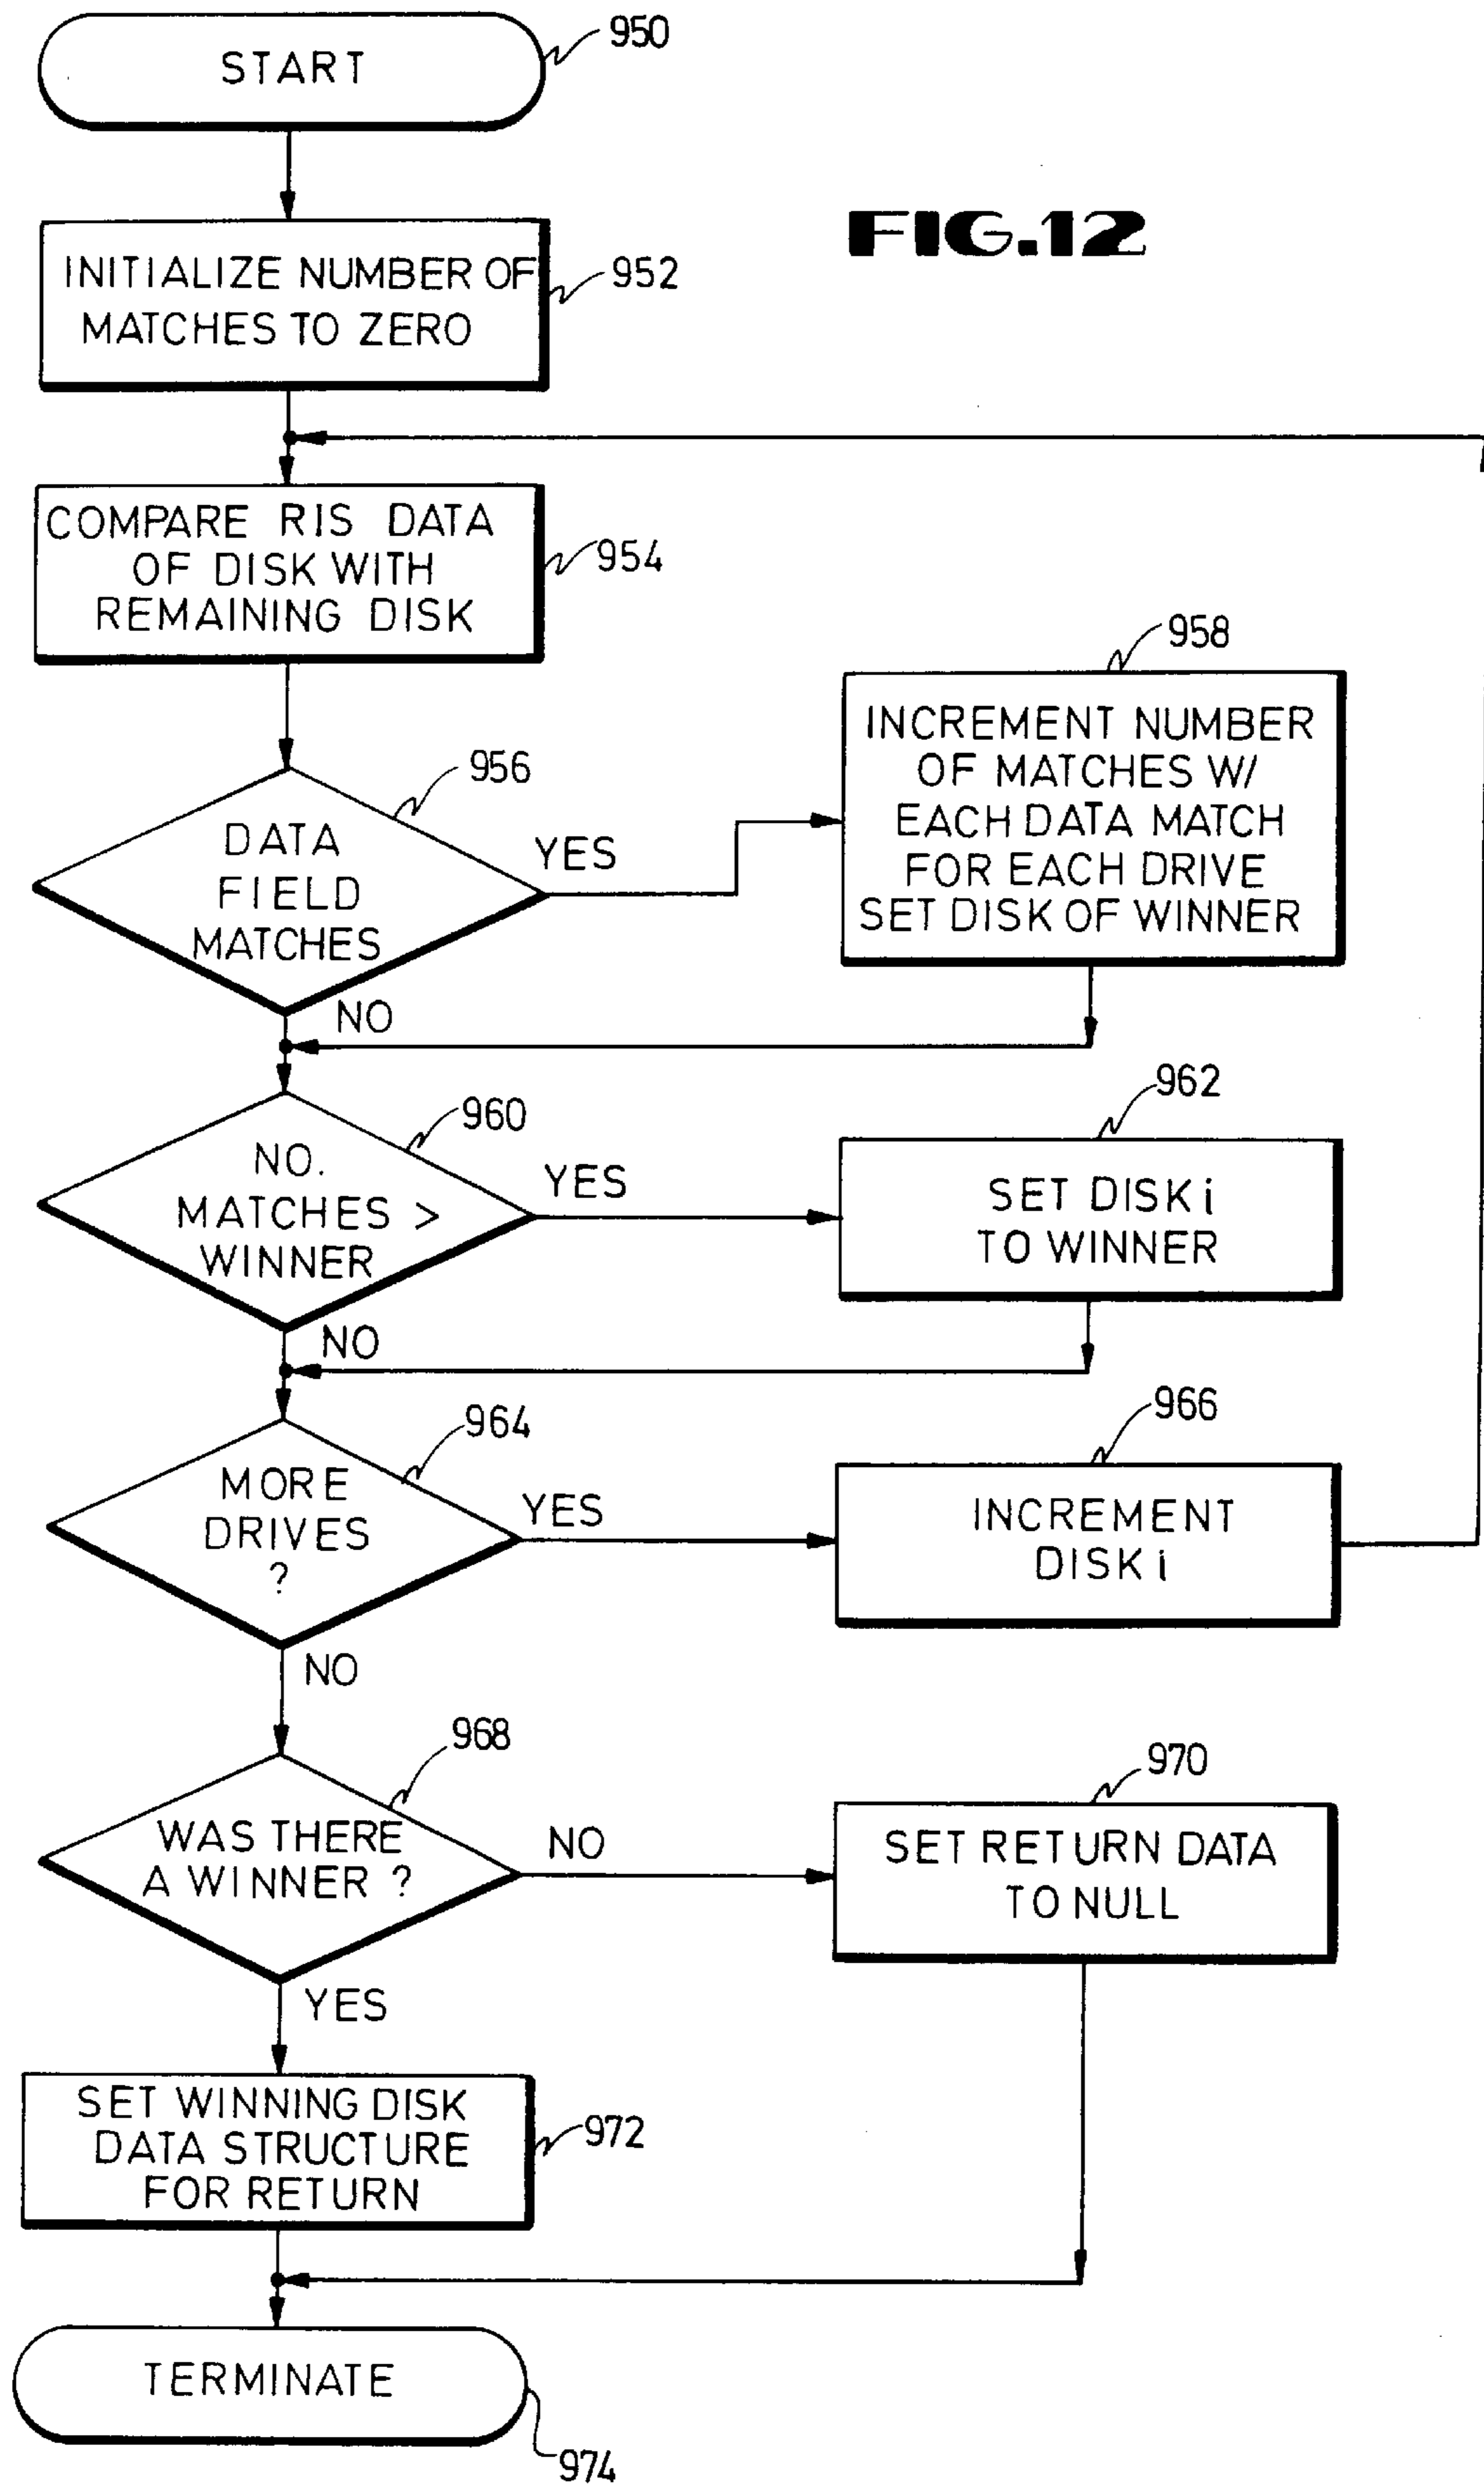 START
950
FIG.12
INITIALIZE NUMBER OF
MATCHES TO ZERO
952
COMPARE RIS DATA
OF DISK WITH
REMAINING DISK
954
DATA
FIELD
MATCHES
956
YES
NO
INCREMENT NUMBER
OF MATCHES W/
EACH DATA MATCH
FOR EACH DRIVE
SET DISK OF WINNER
958
NO.
MATCHES >
WINNER
960
YES
NO
SET DISK i
TO WINNER
962
MORE
DRIVES
?
964
YES
NO
INCREMENT
DISK i
966
WAS THERE
A WINNER ?
968
NO
YES
SET RETURN DATA
TO NULL
970
SET WINNING DISK
DATA STRUCTURE
FOR RETURN
972
TERMINATE
974